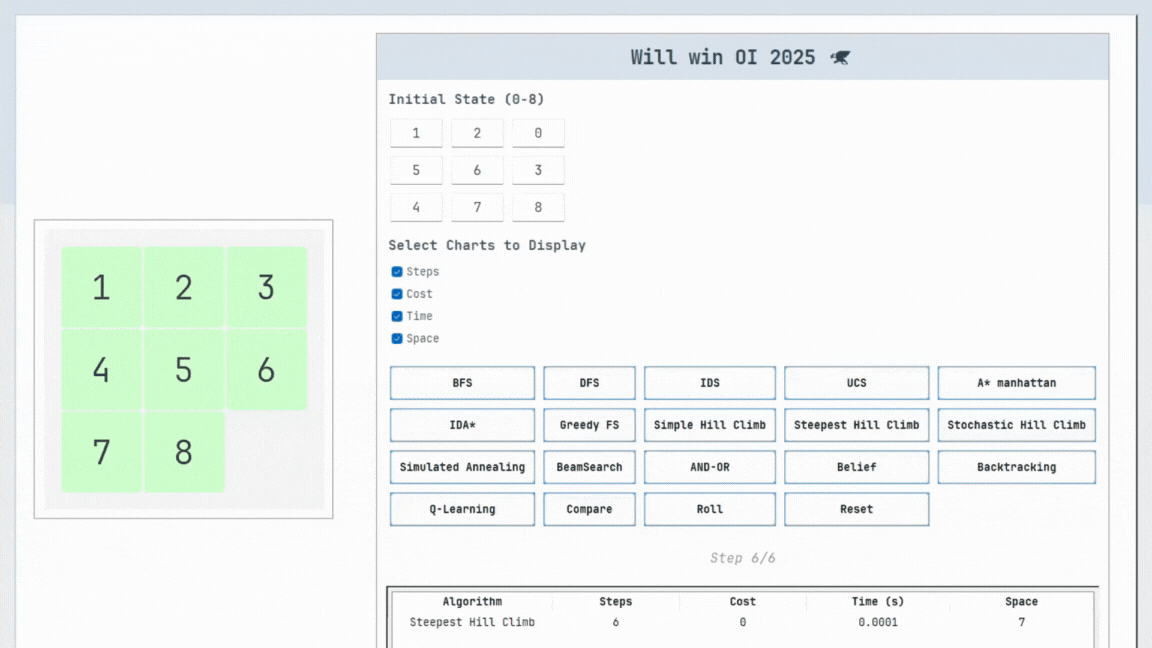 Will win OI 2025
Initial State (0-8)
1 2 0
5 6 3
4 7 8
Select Charts to Display
Steps
Cost
Time
Space
1 2 3
4 5 6
7 8
BFS DFS IDS UCS A* manhattan
IDA* Greedy FS Simple Hill Climb Steepest Hill Climb Stochastic Hill Climb
Simulated Annealing BeamSearch AND-OR Belief Backtracking
Q-Learning Compare Roll Reset
Step 6/6
Algorithm Steps Cost Time (s) Space
Steepest Hill Climb 6 0 0.0001 7